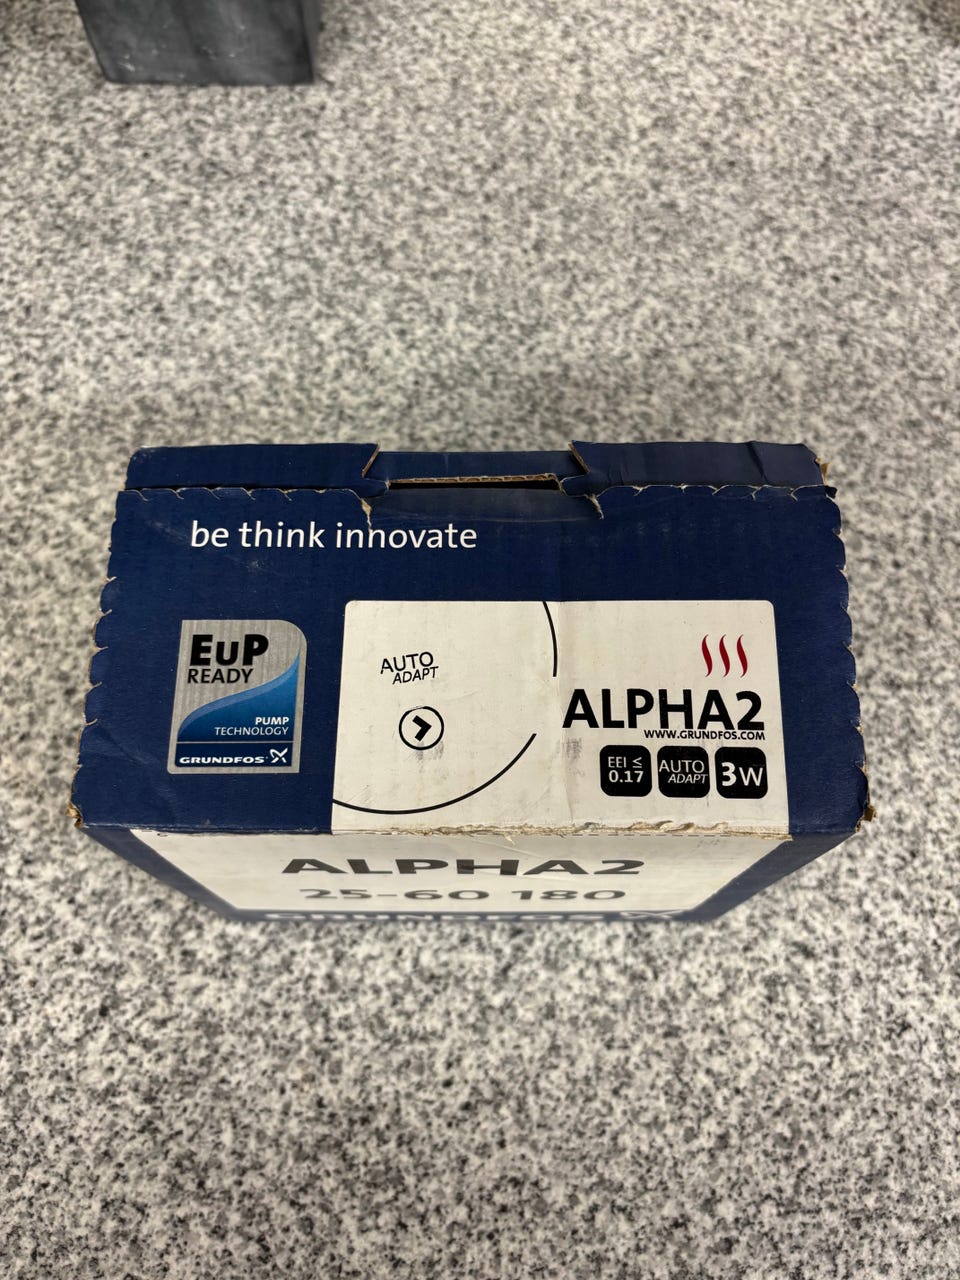 be think innovate
EuP
READY
PUMP
TECHNOLOGY
GRUNDFOS
AUTO
ADAPT
ALPHA2
WWW.GRUNDFOS.COM
EEI ≤
0.17
AUTO
ADAPT
3W
ALPHA2
25-60 180
GRUNDFOS